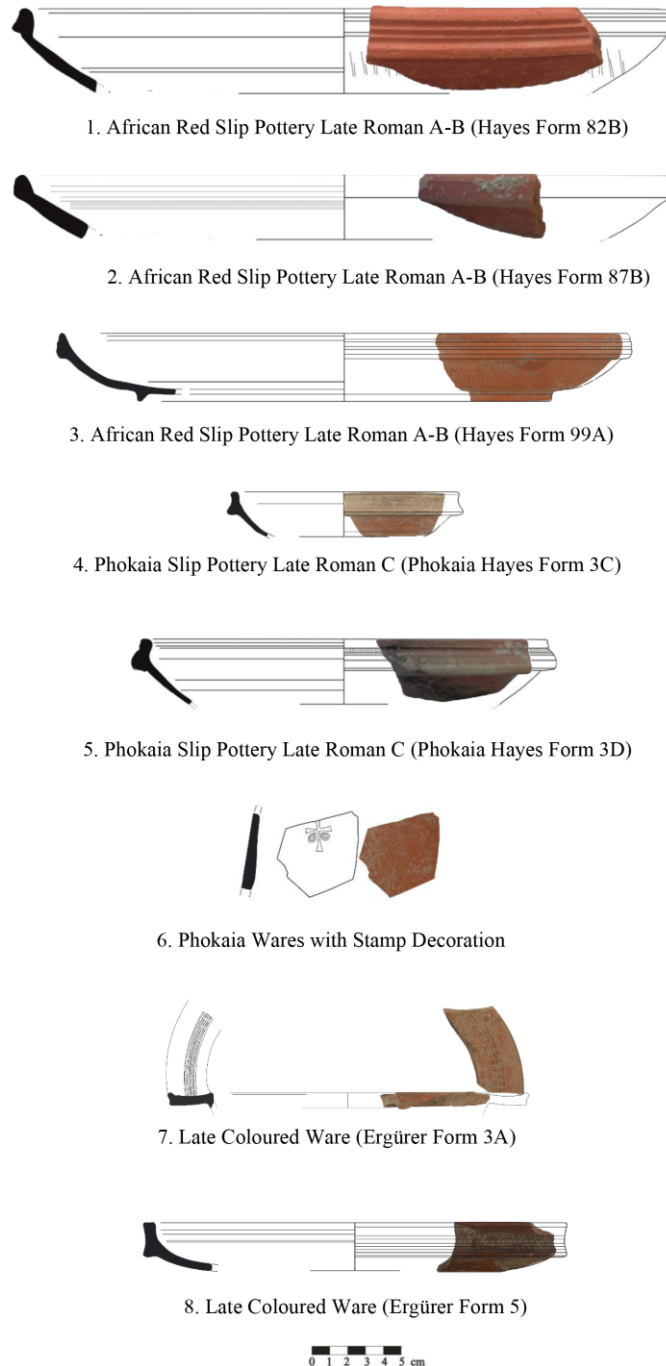 1. African Red Slip Pottery Late Roman A-B (Hayes Form 82B)
2. African Red Slip Pottery Late Roman A-B (Hayes Form 87B)
3. African Red Slip Pottery Late Roman A-B (Hayes Form 99A)
4. Phokaia Slip Pottery Late Roman C (Phokaia Hayes Form 3C)
5. Phokaia Slip Pottery Late Roman C (Phokaia Hayes Form 3D)
6. Phokaia Wares with Stamp Decoration
7. Late Coloured Ware (Ergürer Form 3A)
8. Late Coloured Ware (Ergürer Form 5)
0 1 2 3 4 5 cm